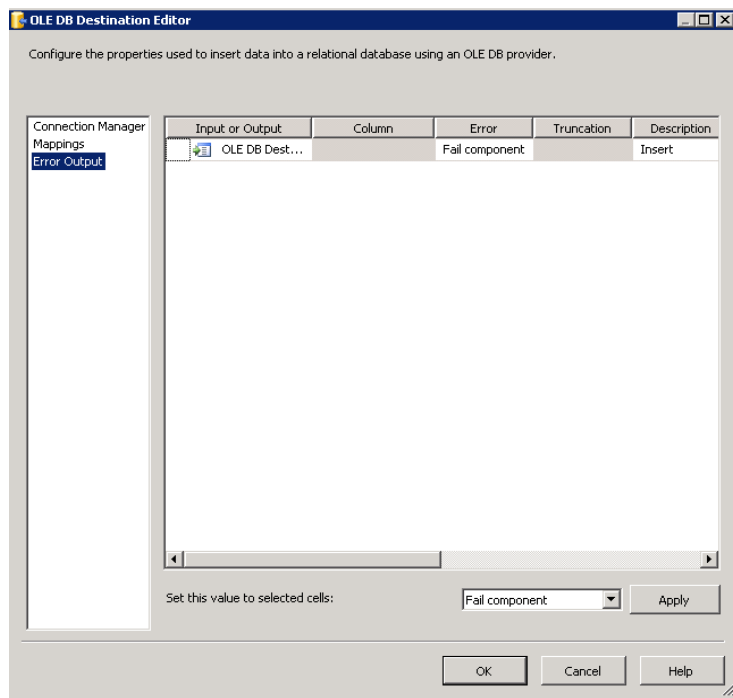 OLE DB Destination Editor
Configure the properties used to insert data into a relational database using an OLE DB provider.
Connection Manager
Mappings
Error Output
Input or Output Column Error Truncation Description
OLE DB Dest... Fail component Insert
Set this value to selected cells: Fail component Apply
OK Cancel Help